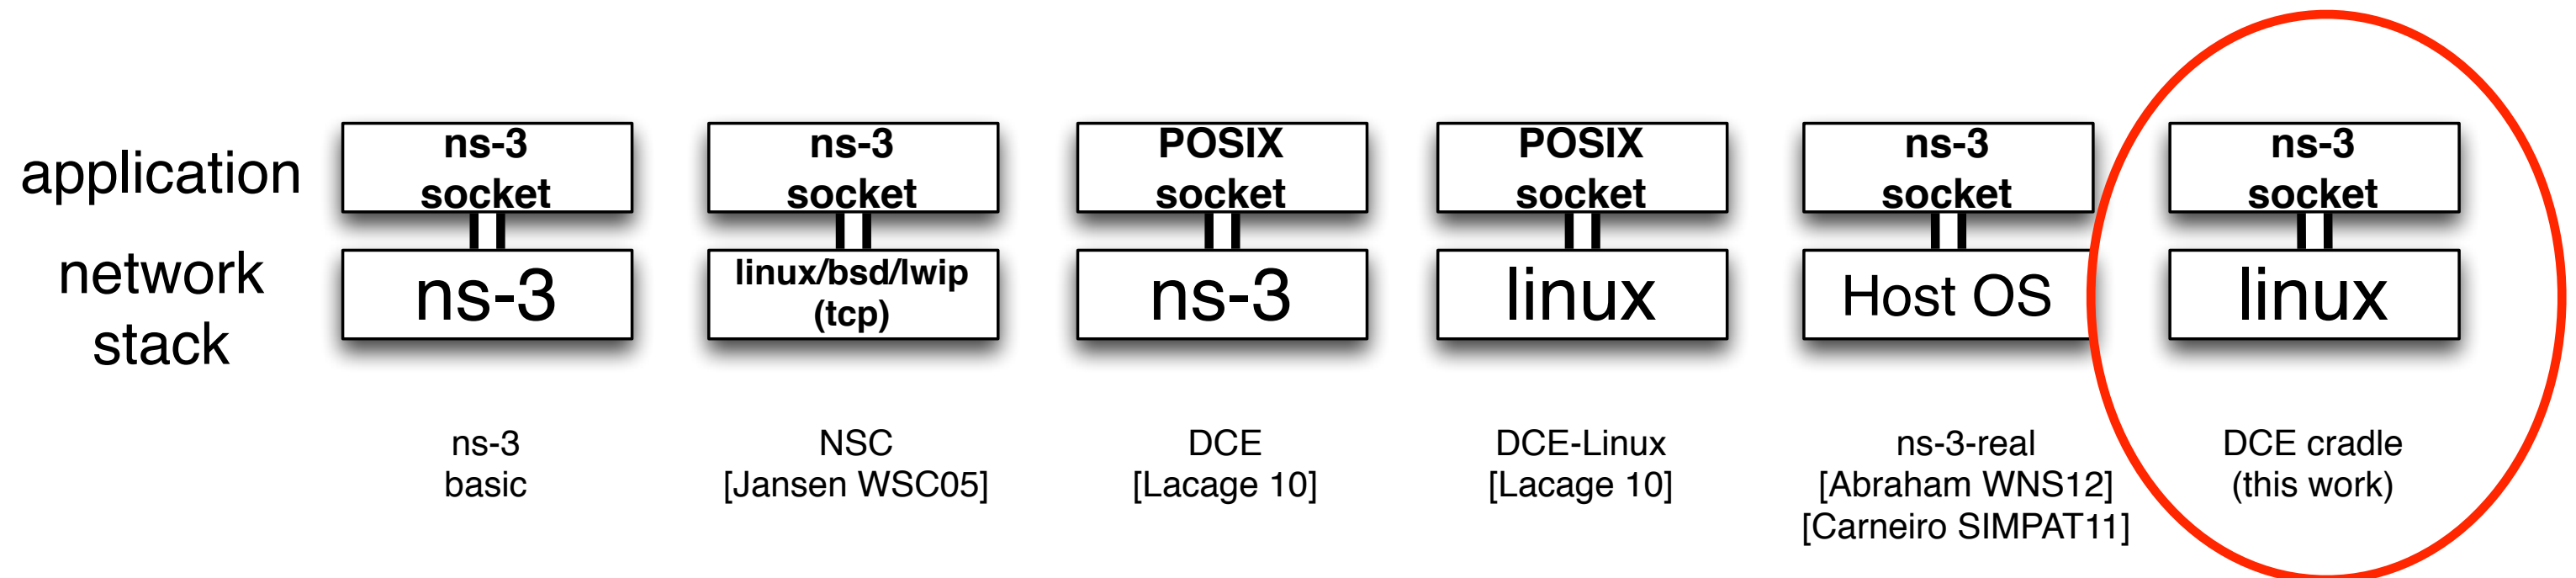 application
network
stack
ns-3
socket
ns-3
ns-3
basic
ns-3
socket
linux/bsd/lwip
(tcp)
NSC
[Jansen WSC05]
POSIX
socket
ns-3
DCE
[Lacage 10]
POSIX
socket
linux
DCE-Linux
[Lacage 10]
ns-3
socket
Host OS
ns-3-real
[Abraham WNS12]
[Carneiro SIMPAT11]
ns-3
socket
linux
DCE cradle
(this work)